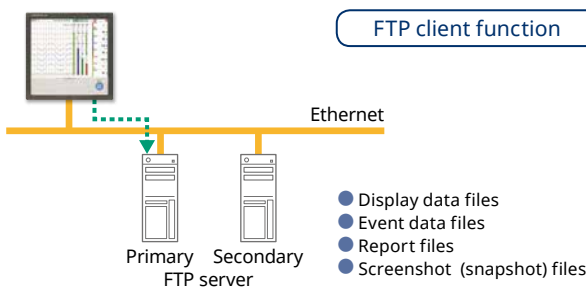 FTP client function
Ethernet
Primary Secondary
FTP server
Display data files
Event data files
Report files
Screenshot (snapshot) files